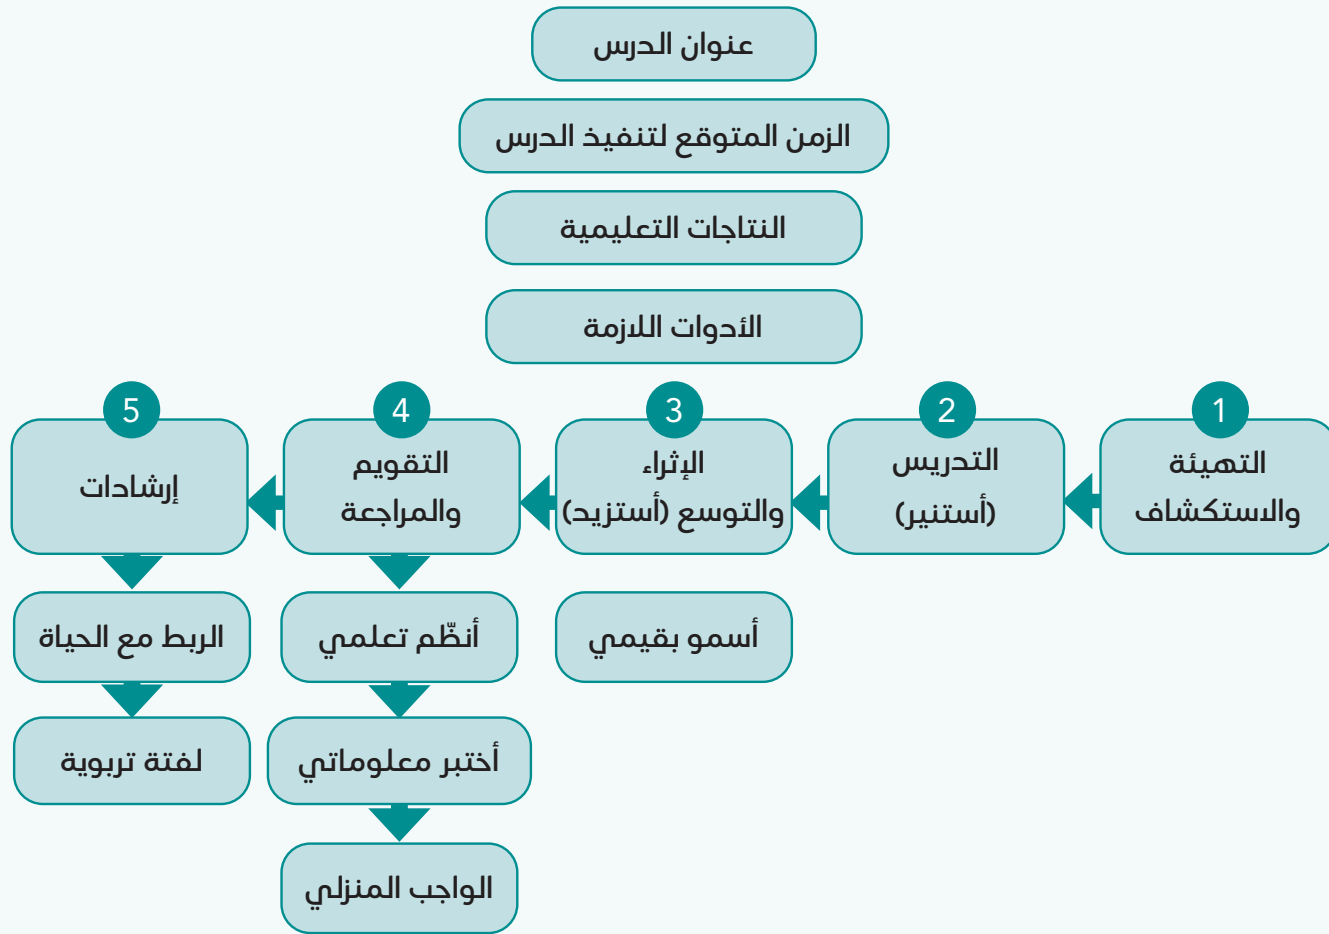 عنوان الدرس
الزمن المتوقع لتنفيذ الدرس
النتاجات التعليمية
الأدوات اللازمة
1
التهيئة
والاستكشاف
2
التدريس
(أستنير)
3
الإثراء
والتوسع (أستزيد)
4
التقويم
والمراجعة
5
إرشادات
أسمو بقيمي
أنظّم تعلمي
الربط مع الحياة
أختبر معلوماتي
لفتة تربوية
الواجب المنزلي